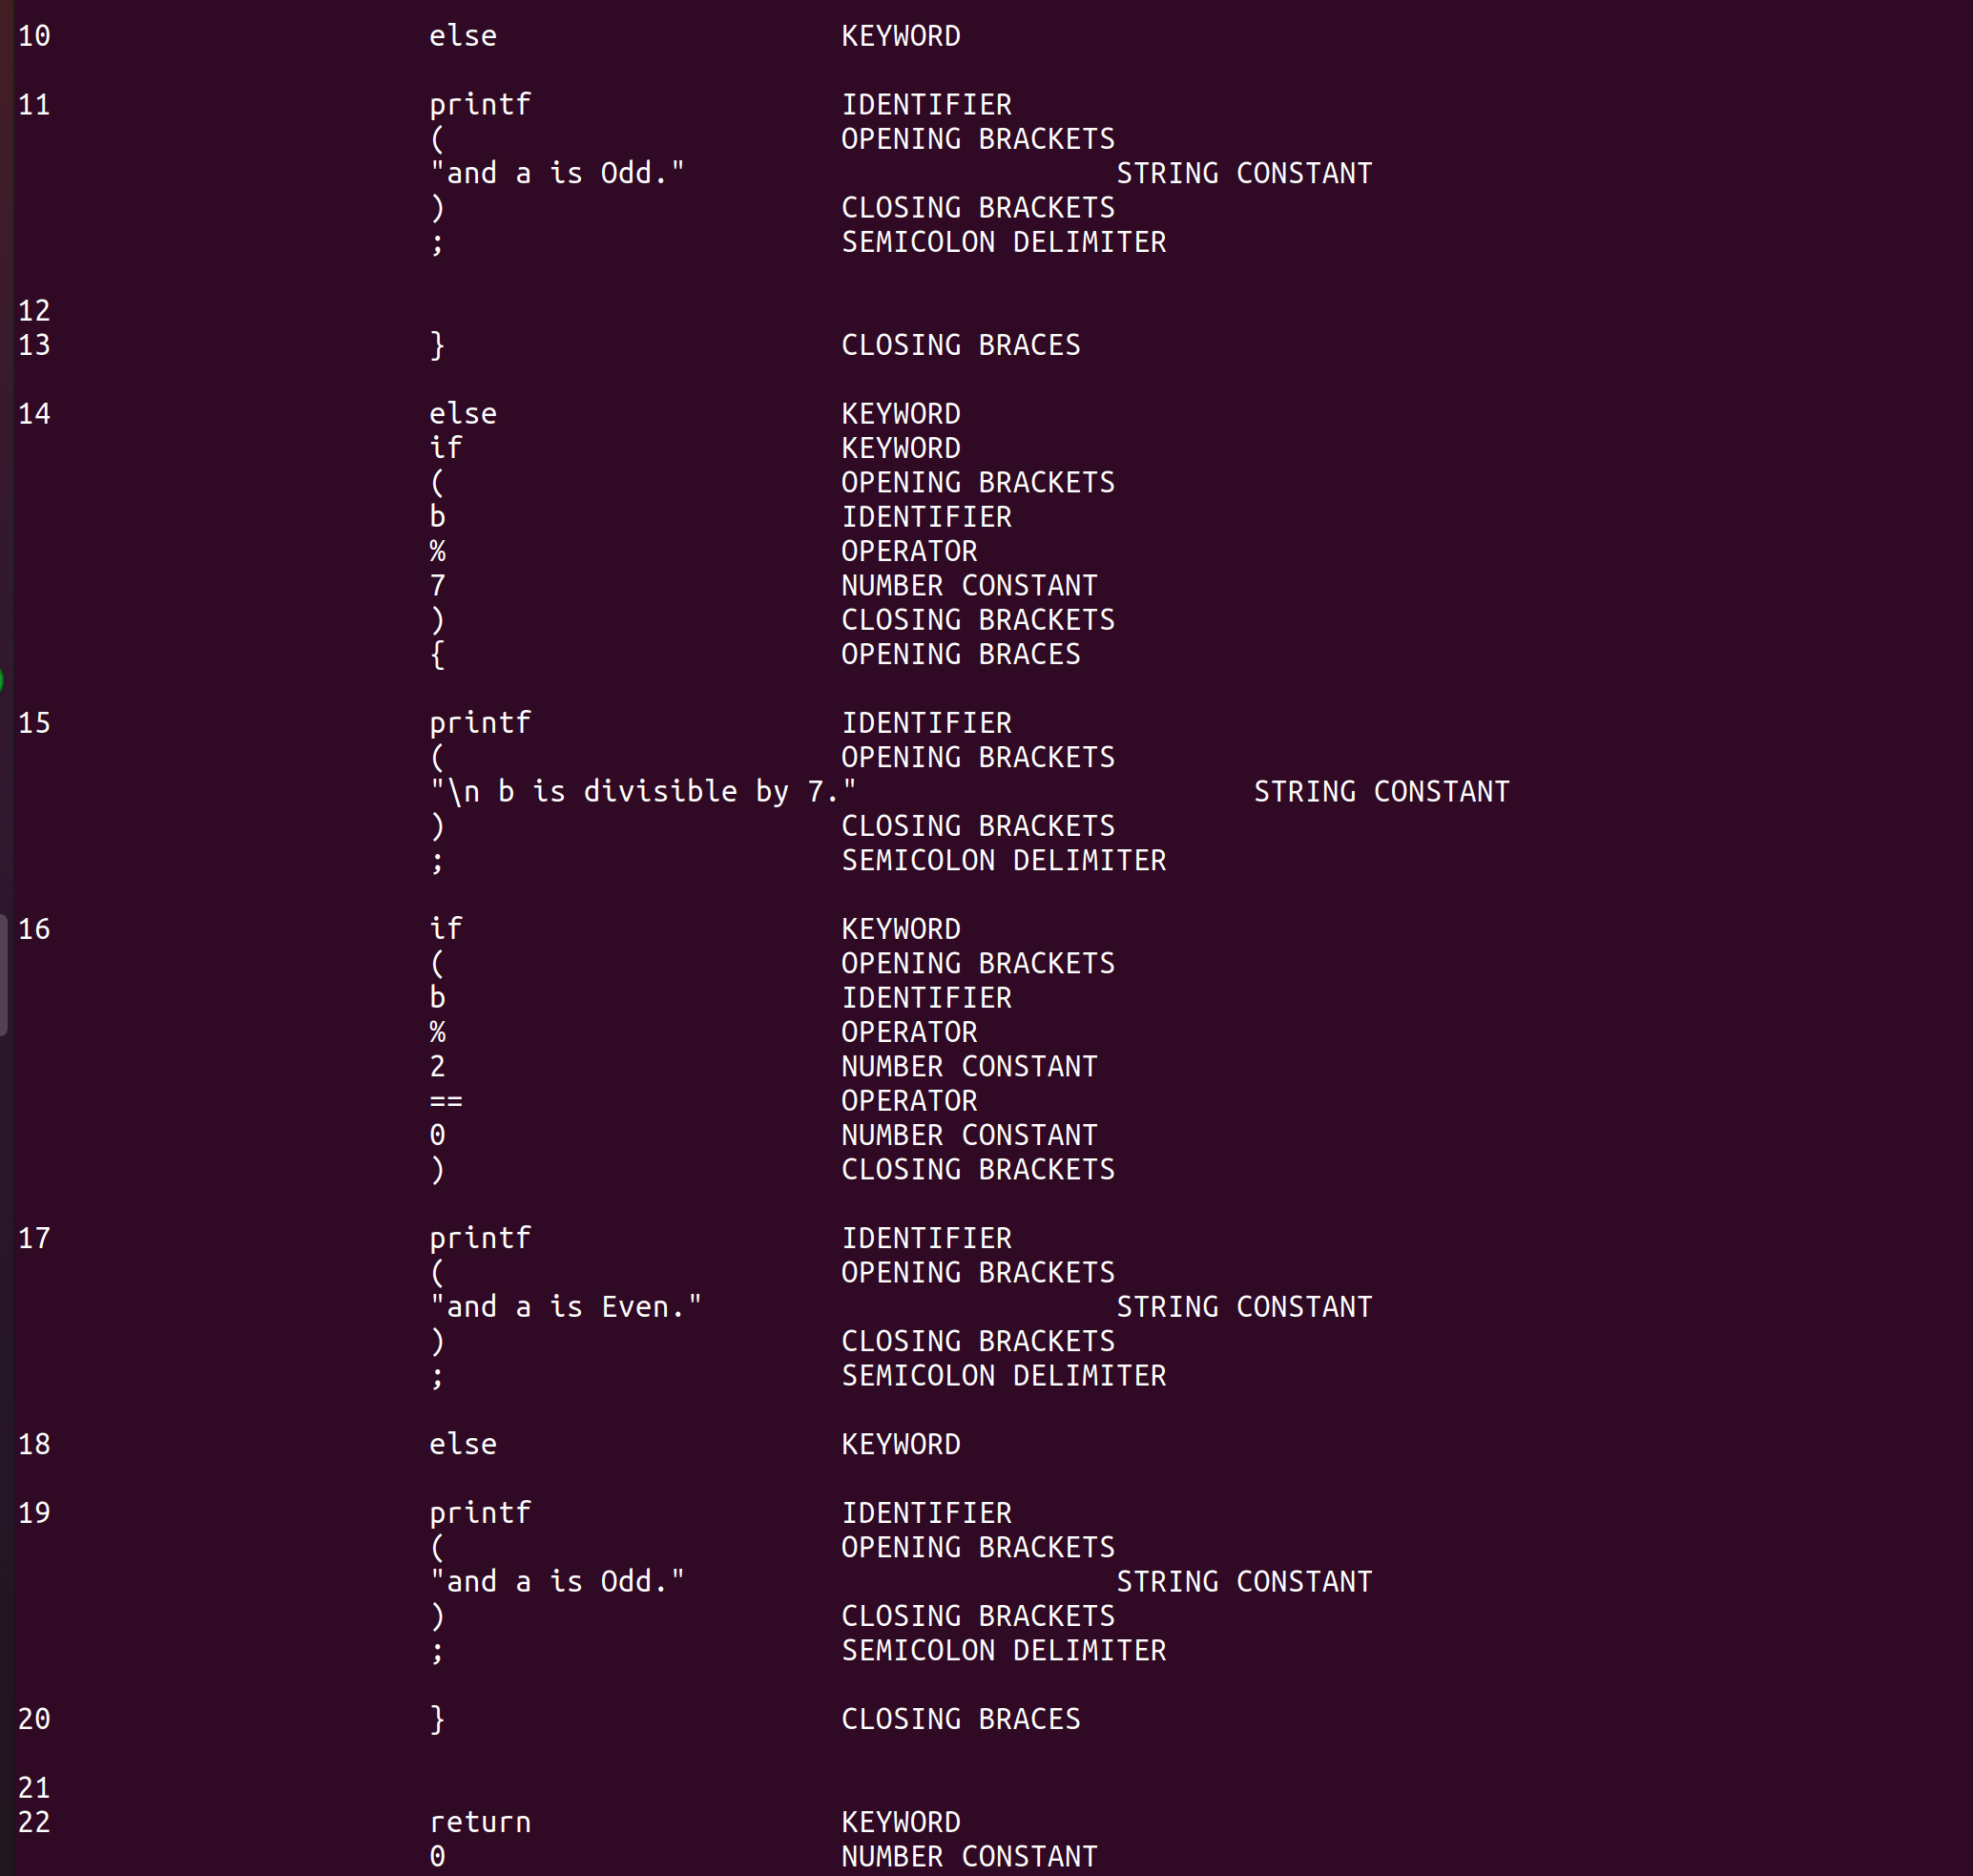 10 else KEYWORD
11 printf IDENTIFIER
( OPENING BRACKETS
"and a is Odd." STRING CONSTANT
) CLOSING BRACKETS
; SEMICOLON DELIMITER
12
13 } CLOSING BRACES
14 else KEYWORD
if KEYWORD
( OPENING BRACKETS
b IDENTIFIER
% OPERATOR
7 NUMBER CONSTANT
) CLOSING BRACKETS
{ OPENING BRACES
15 printf IDENTIFIER
( OPENING BRACKETS
"\n b is divisible by 7." STRING CONSTANT
) CLOSING BRACKETS
; SEMICOLON DELIMITER
16 if KEYWORD
( OPENING BRACKETS
b IDENTIFIER
% OPERATOR
2 NUMBER CONSTANT
== OPERATOR
0 NUMBER CONSTANT
) CLOSING BRACKETS
17 printf IDENTIFIER
( OPENING BRACKETS
"and a is Even." STRING CONSTANT
) CLOSING BRACKETS
; SEMICOLON DELIMITER
18 else KEYWORD
19 printf IDENTIFIER
( OPENING BRACKETS
"and a is Odd." STRING CONSTANT
) CLOSING BRACKETS
; SEMICOLON DELIMITER
20 } CLOSING BRACES
21
22 return KEYWORD
0 NUMBER CONSTANT